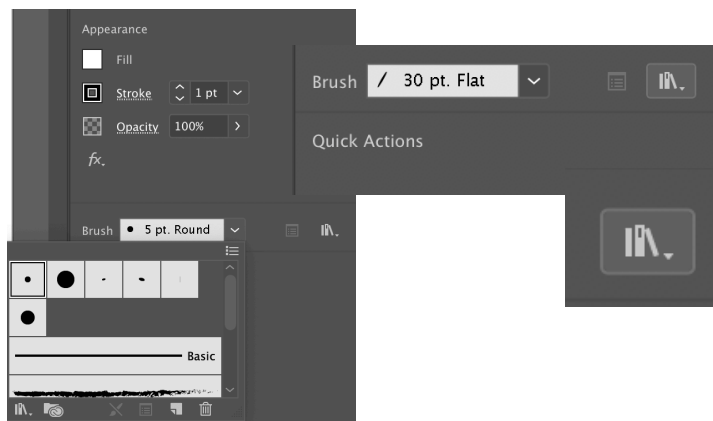 Appearance
Fill
Stroke 1 pt
Opacity 100%
fx.
Brush 5 pt. Round
Basic
Brush 30 pt. Flat
Quick Actions